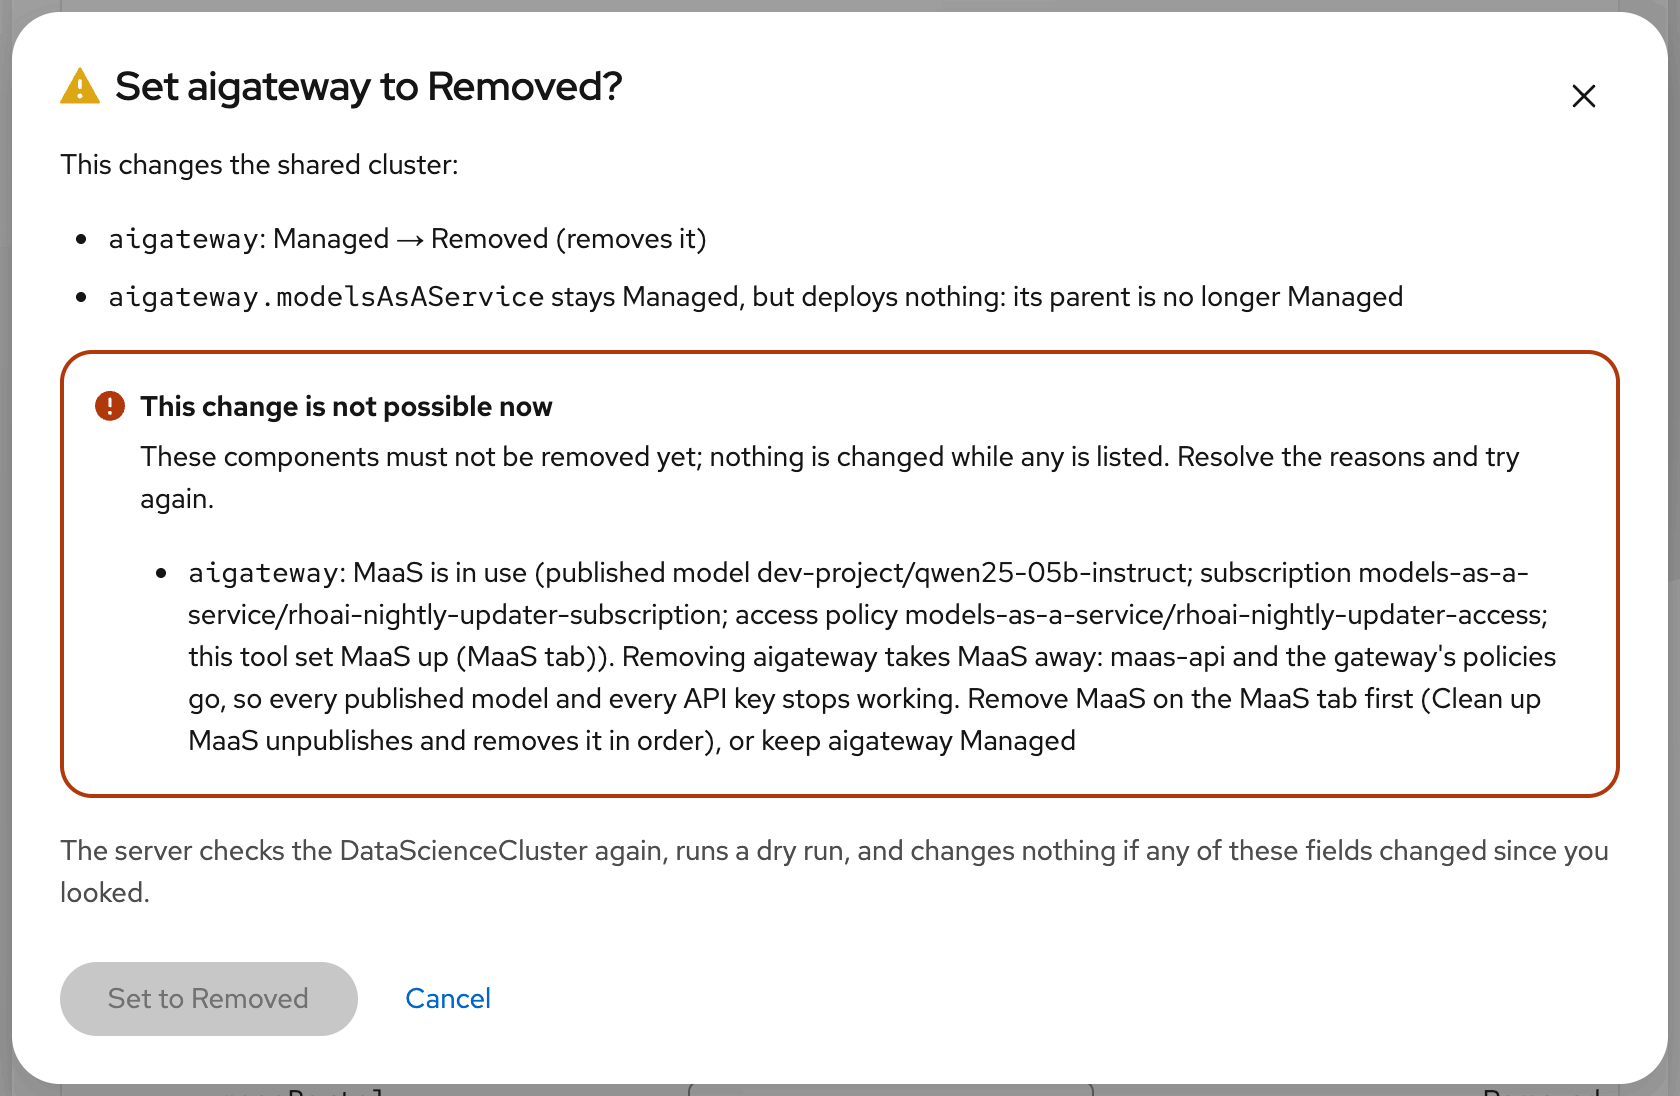 Set aigateway to Removed?
This changes the shared cluster:
aigateway: Managed → Removed (removes it)
aigateway.modelsAsAService stays Managed, but deploys nothing: its parent is no longer Managed
This change is not possible now
These components must not be removed yet; nothing is changed while any is listed. Resolve the reasons and try
again.
aigateway: MaaS is in use (published model dev-project/qwen25-05b-instruct; subscription models-as-a-
service/rhoai-nightly-updater-subscription; access policy models-as-a-service/rhoai-nightly-updater-access;
this tool set MaaS up (MaaS tab)). Removing aigateway takes MaaS away: maas-api and the gateway's policies
go, so every published model and every API key stops working. Remove MaaS on the MaaS tab first (Clean up
MaaS unpublishes and removes it in order), or keep aigateway Managed
The server checks the DataScienceCluster again, runs a dry run, and changes nothing if any of these fields changed since you
looked.
Set to Removed
Cancel